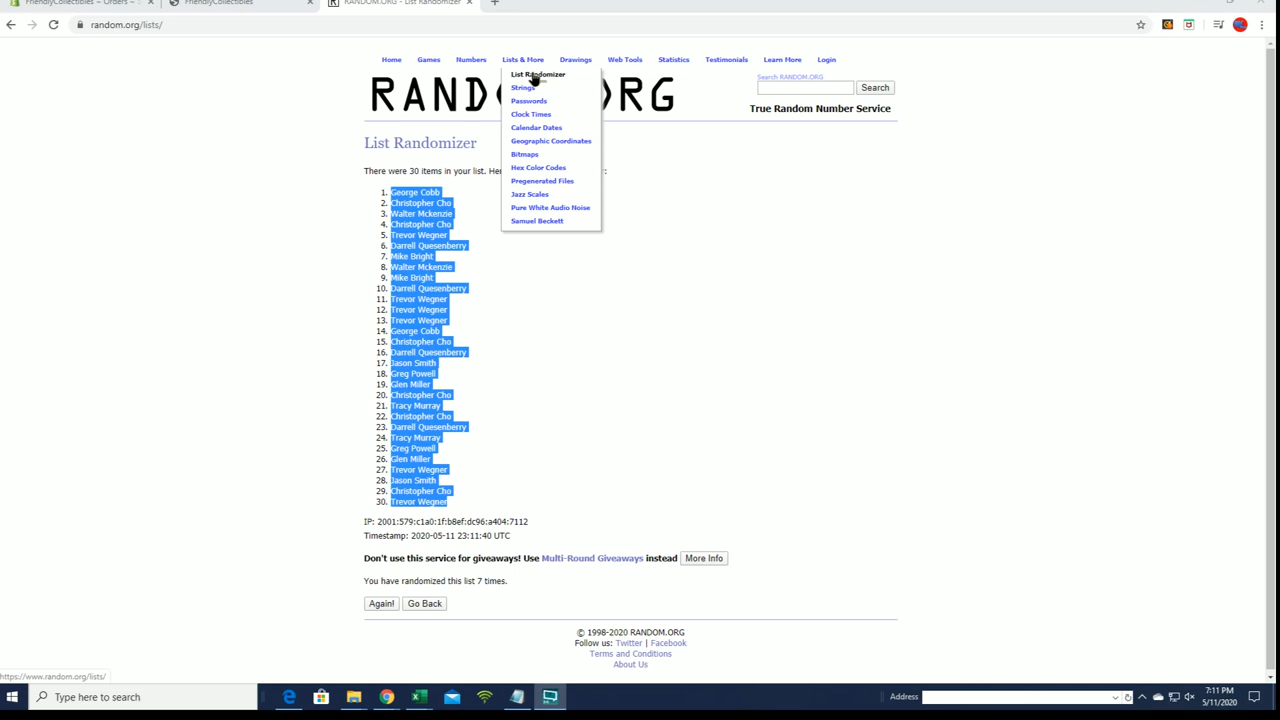 FriendlyCollectibles ~ Orders ~
FriendlyCollectibles
RANDOM.ORG - List Randomizer
random.org/lists/
Home Games Numbers Lists & More Drawings Web Tools Statistics Testimonials Learn More Login
List Randomizer
Strings
Passwords
Clock Times
Calendar Dates
Geographic Coordinates
Bitmaps
Hex Color Codes
Pregenerated Files
Jazz Scales
Pure White Audio Noise
Samuel Beckett
Search RANDOM.ORG
Search
True Random Number Service
List Randomizer
There were 30 items in your list. Her
1. George Cobb
2. Christopher Cho
3. Walter Mckenzie
4. Christopher Cho
5. Trevor Wegner
6. Darrell Quesenberry
7. Mike Bright
8. Walter Mckenzie
9. Mike Bright
10. Darrell Quesenberry
11. Trevor Wegner
12. Trevor Wegner
13. Trevor Wegner
14. George Cobb
15. Christopher Cho
16. Darrell Quesenberry
17. Jason Smith
18. Greg Powell
19. Glen Miller
20. Christopher Cho
21. Tracy Murray
22. Christopher Cho
23. Darrell Quesenberry
24. Tracy Murray
25. Greg Powell
26. Glen Miller
27. Trevor Wegner
28. Jason Smith
29. Christopher Cho
30. Trevor Wegner
IP: 2001:579:c1a0:1f:b8ef:dc96:a404:7112
Timestamp: 2020-05-11 23:11:40 UTC
Don't use this service for giveaways! Use Multi-Round Giveaways instead More Info
You have randomized this list 7 times.
Again! Go Back
© 1998-2020 RANDOM.ORG
Follow us: Twitter | Facebook
Terms and Conditions
About Us
https://www.random.org/lists/
Type here to search
Address
7:11 PM
5/11/2020